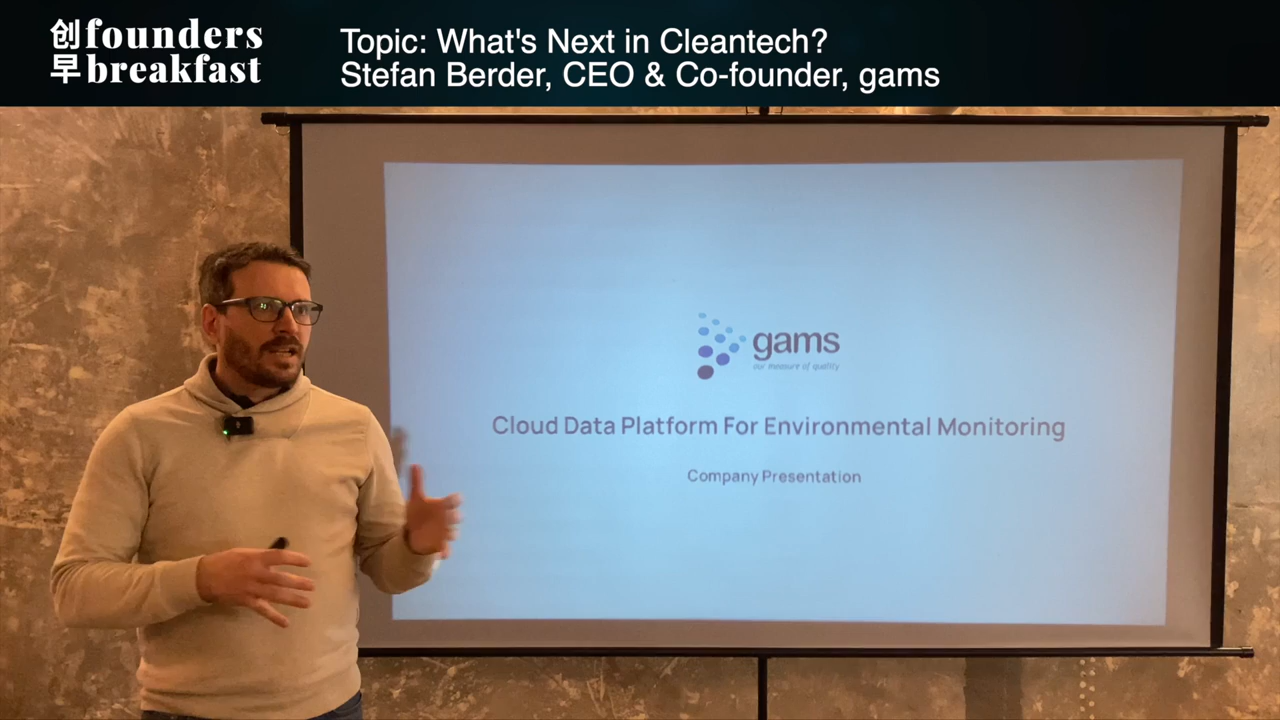 创founders
早breakfast
Topic: What's Next in Cleantech?
Stefan Berder, CEO & Co-founder, gams
gams
our measure of quality
Cloud Data Platform For Environmental Monitoring
Company Presentation